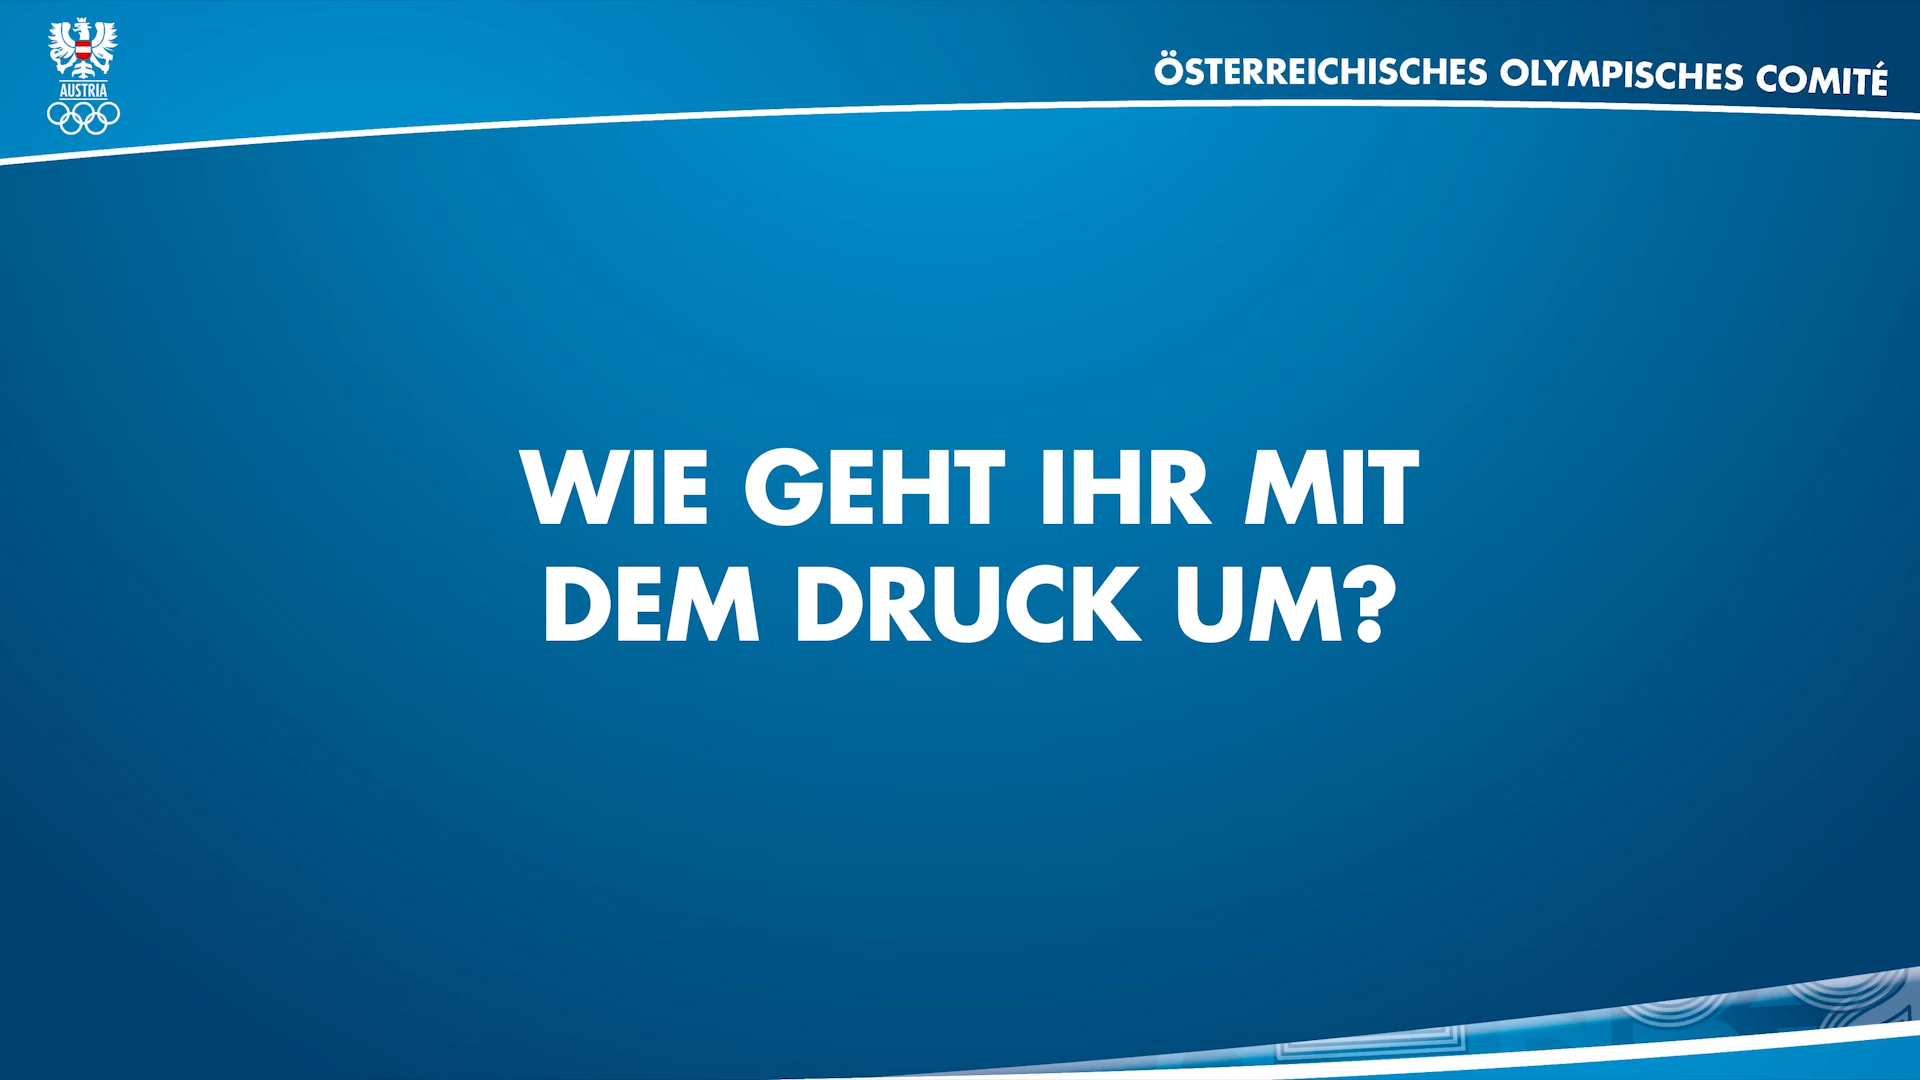 AUSTRIA
ÖSTERREICHISCHES OLYMPISCHES COMITÉ
WIE GEHT IHR MIT
DEM DRUCK UM?